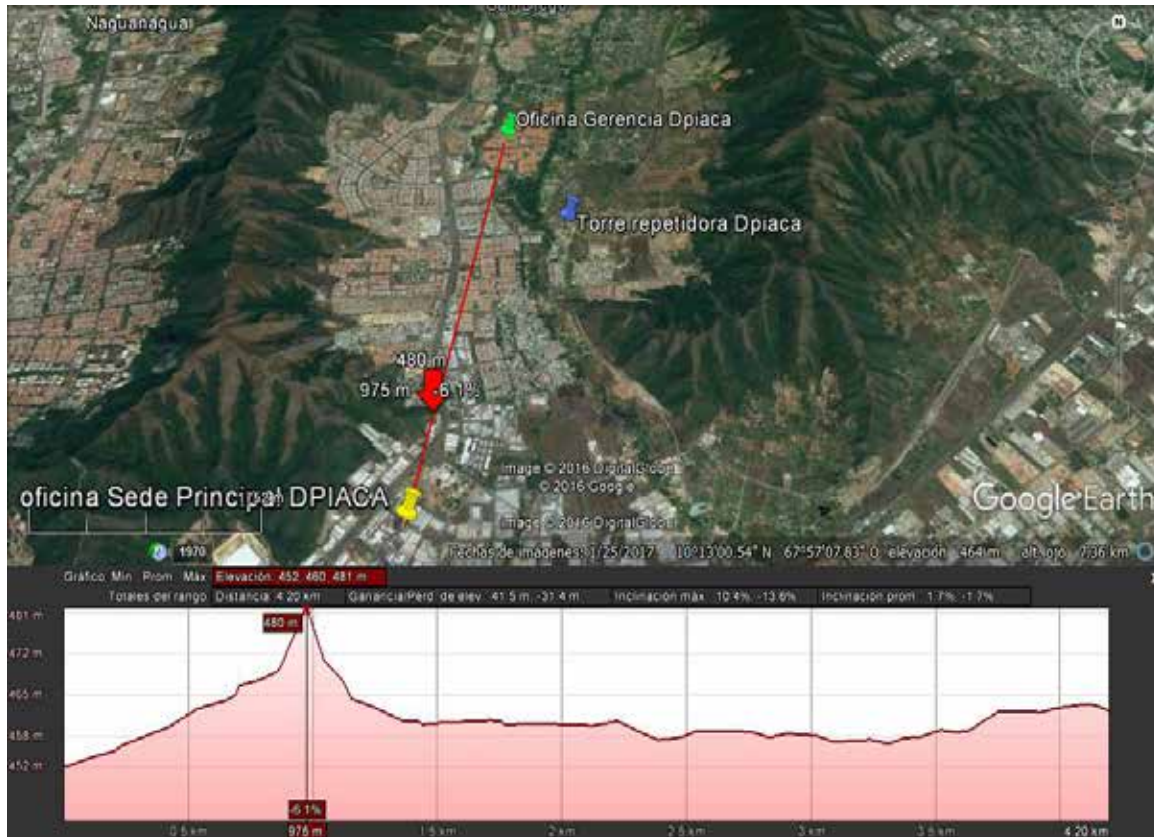 Naguanagua
San Diego
N
Oficina Gerencia Dpiaca
Torre repetidora Dpiaca
480 m
975 m -6.1%
Image © 2016 DigitalGlobe
© 2016 Google
oficina Sede Principal DPIACA
Google Earth
Image © 2016 DigitalGlobe
1970
Fechas de imágenes: 1/25/2017 10°13'00.54" N 67°57'07.83" O elevación 464 m alt. ojo 7.36 km
Gráfico Mín Prom Máx Elevación: 452, 460, 481 m
Totales del rango Distancia: 4.20 km Ganancia/Pérd. de elev.: 41.5 m, -31.4 m Inclinación máx.: 10.4%, -13.6% Inclinación prom.: 1.7%, -1.7%
481 m
480 m
472 m
465 m
458 m
452 m
-6.1%
0.5 km 975 m 1.5 km 2 km 2.5 km 3 km 3.5 km 4.20 km